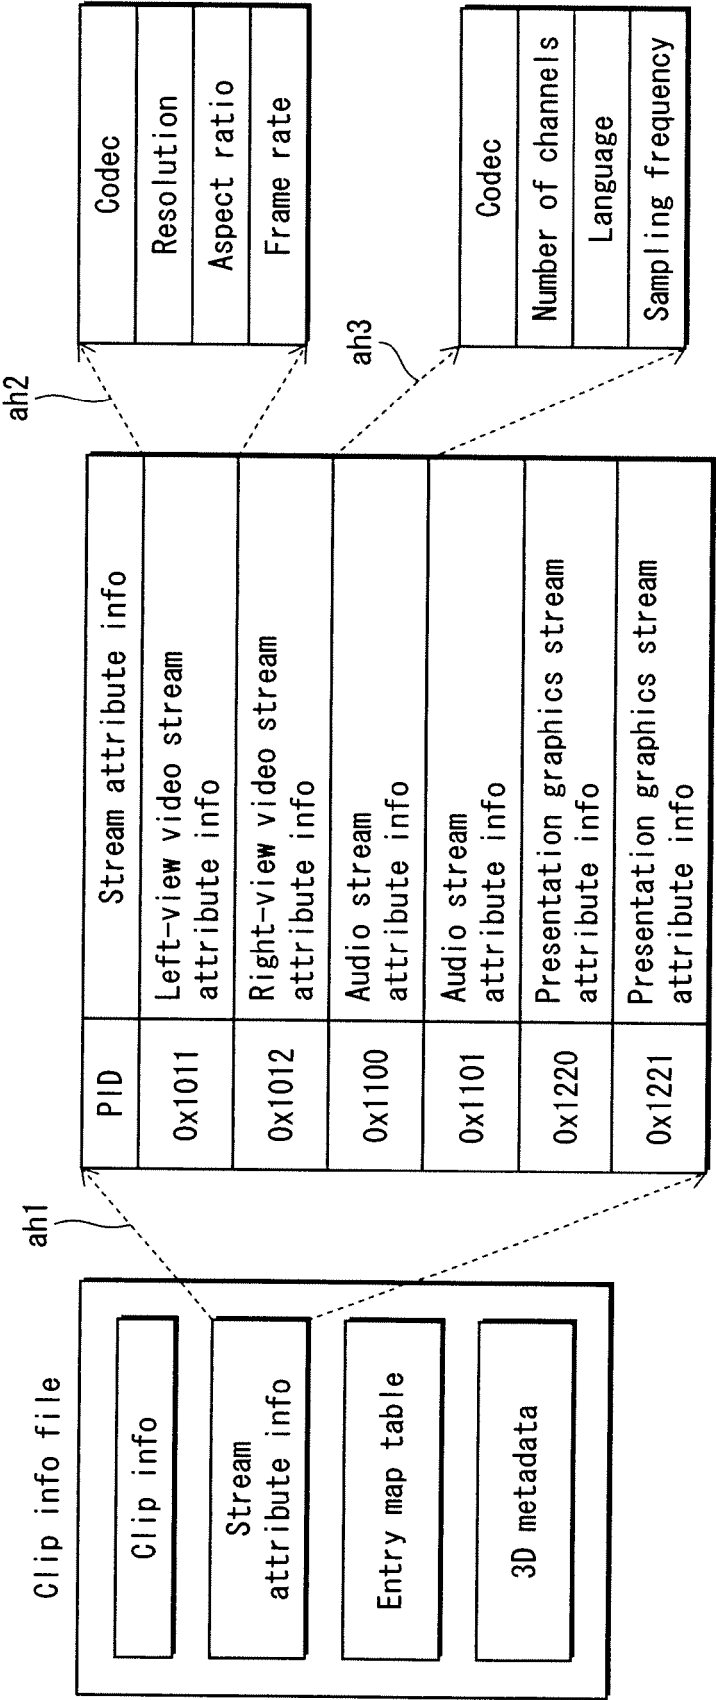 Clip info file
Clip info
Stream
attribute info
Entry map table
3D metadata
ah1
PID
Stream attribute info
0x1011
Left-view video stream
attribute info
0x1012
Right-view video stream
attribute info
0x1100
Audio stream
attribute info
0x1101
Audio stream
attribute info
0x1220
Presentation graphics stream
attribute info
0x1221
Presentation graphics stream
attribute info
ah2
Codec
Resolution
Aspect ratio
Frame rate
ah3
Codec
Number of channels
Language
Sampling frequency